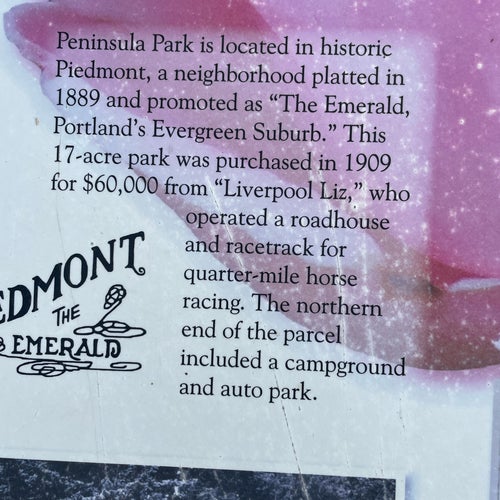 Peninsula Park is located in historic
Piedmont, a neighborhood platted in
1889 and promoted as “The Emerald,
Portland’s Evergreen Suburb.” This
17-acre park was purchased in 1909
for $60,000 from “Liverpool Liz,” who
operated a roadhouse
and racetrack for
quarter-mile horse
racing. The northern
end of the parcel
included a campground
and auto park.
EDMONT
THE
EMERALD